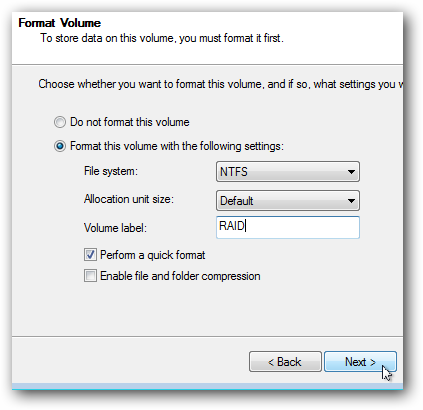 Format Volume
To store data on this volume, you must format it first.
Choose whether you want to format this volume, and if so, what settings you w
Do not format this volume
Format this volume with the following settings:
File system: NTFS
Allocation unit size: Default
Volume label: RAID
Perform a quick format
Enable file and folder compression
< Back Next >